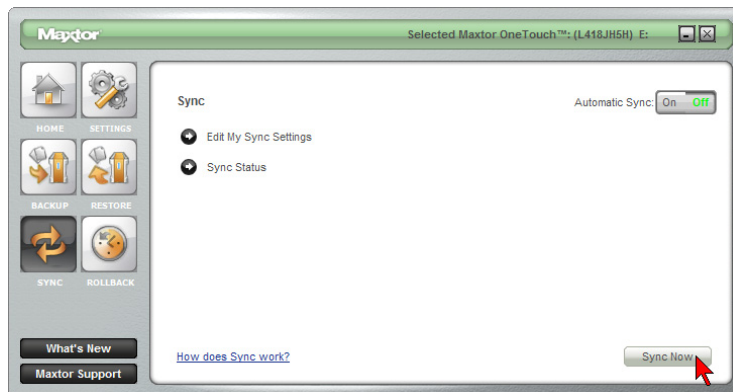 Maxtor
Selected Maxtor OneTouch™: (L418JH5H) E:
HOME SETTINGS
BACKUP RESTORE
SYNC ROLLBACK
What's New
Maxtor Support
Sync
Automatic Sync: On Off
Edit My Sync Settings
Sync Status
How does Sync work?
Sync Now